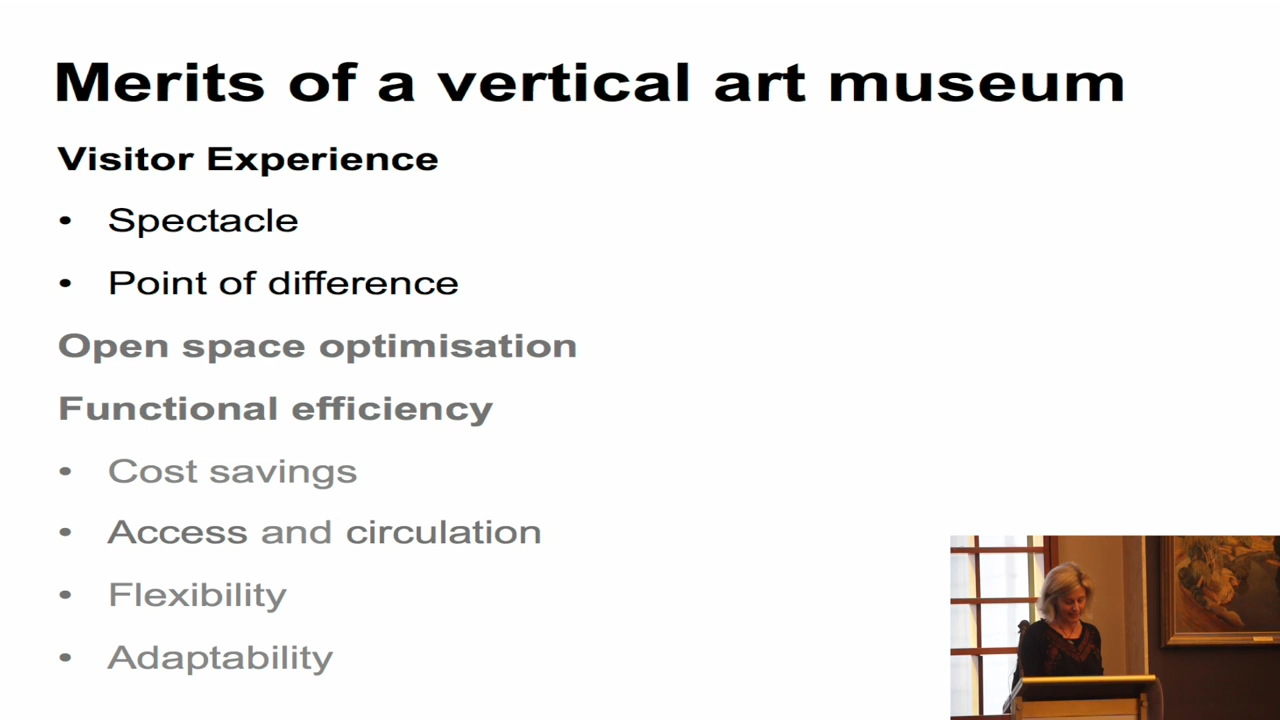 Merits of a vertical art museum
Visitor Experience
• Spectacle
• Point of difference
Open space optimisation
Functional efficiency
• Cost savings
• Access and circulation
• Flexibility
• Adaptability